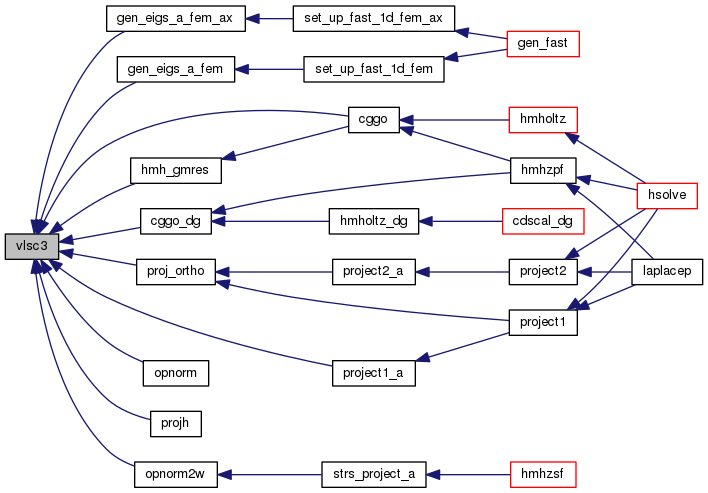 gen_eigs_a_fem_ax
set_up_fast_1d_fem_ax
gen_fast
gen_eigs_a_fem
set_up_fast_1d_fem
cggo
hmholtz
hmh_gmres
hmhzpf
hsolve
cggo_dg
hmholtz_dg
cdscal_dg
vlsc3
proj_ortho
project2_a
project2
laplacep
project1
opnorm
project1_a
projh
opnorm2w
strs_project_a
hmhzsf